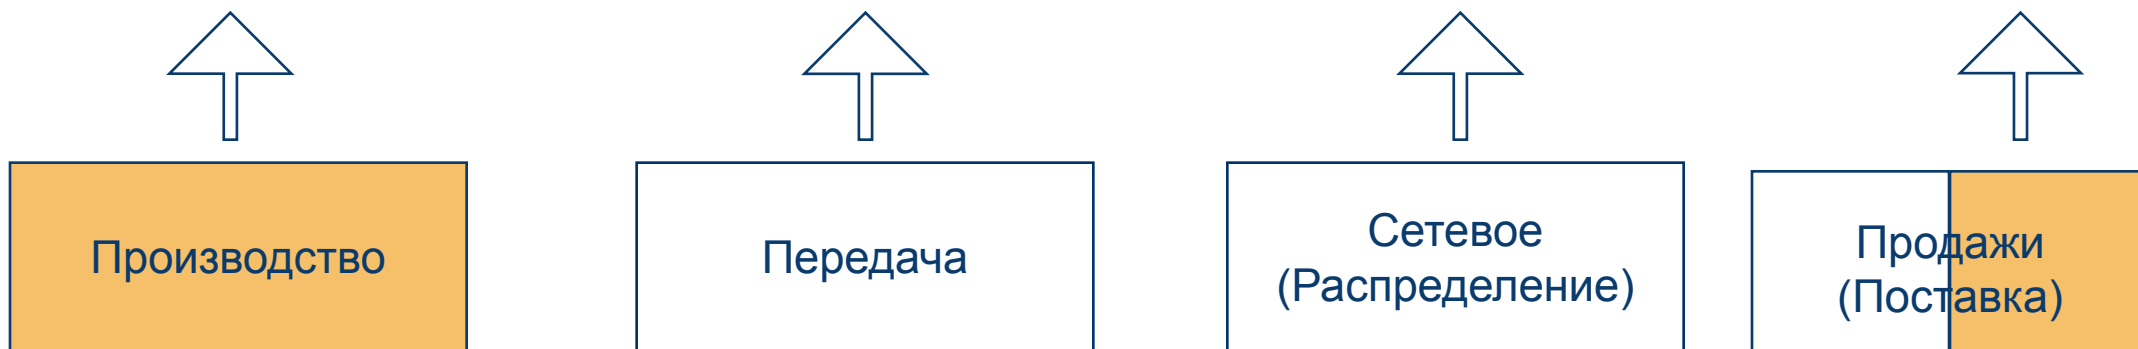 Производство
Передача
Сетевое
(Распределение)
Продажи
(Поставка)